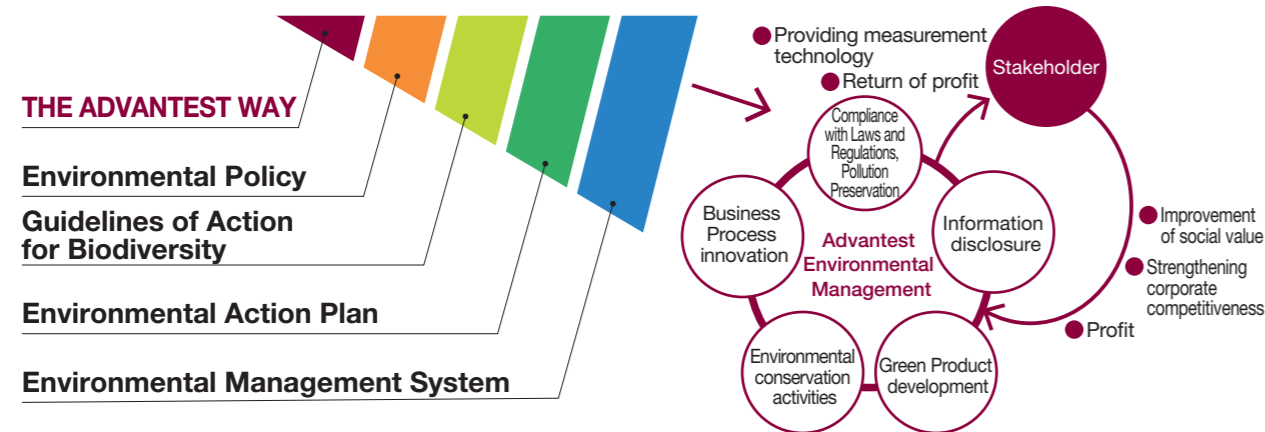 THE ADVANTEST WAY
Environmental Policy
Guidelines of Action
for Biodiversity
Environmental Action Plan
Environmental Management System
Providing measurement
technology
Return of profit
Stakeholder
Compliance
with Laws and
Regulations,
Pollution
Preservation
Business
Process
innovation
Advantest
Environmental
Management
Information
disclosure
Improvement
of social value
Strengthening
corporate
competitiveness
Profit
Environmental
conservation
activities
Green Product
development